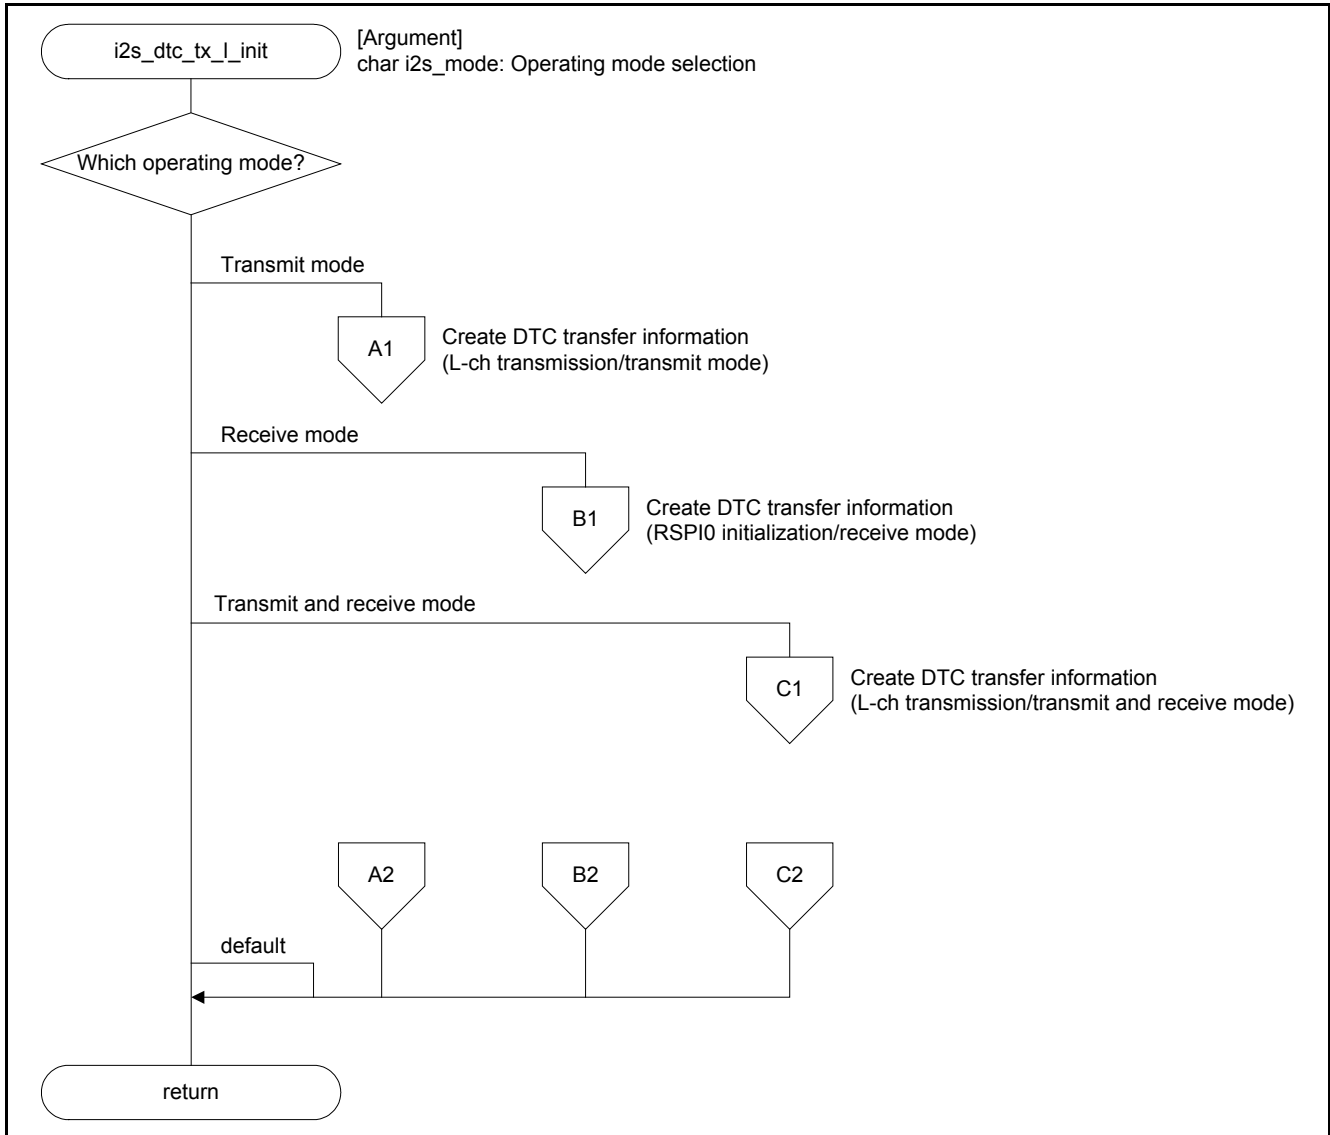 i2s_dtc_tx_l_init
[Argument]
char i2s_mode: Operating mode selection
Which operating mode?
Transmit mode
A1
Create DTC transfer information
(L-ch transmission/transmit mode)
Receive mode
B1
Create DTC transfer information
(RSPI0 initialization/receive mode)
Transmit and receive mode
C1
Create DTC transfer information
(L-ch transmission/transmit and receive mode)
A2
B2
C2
default
return